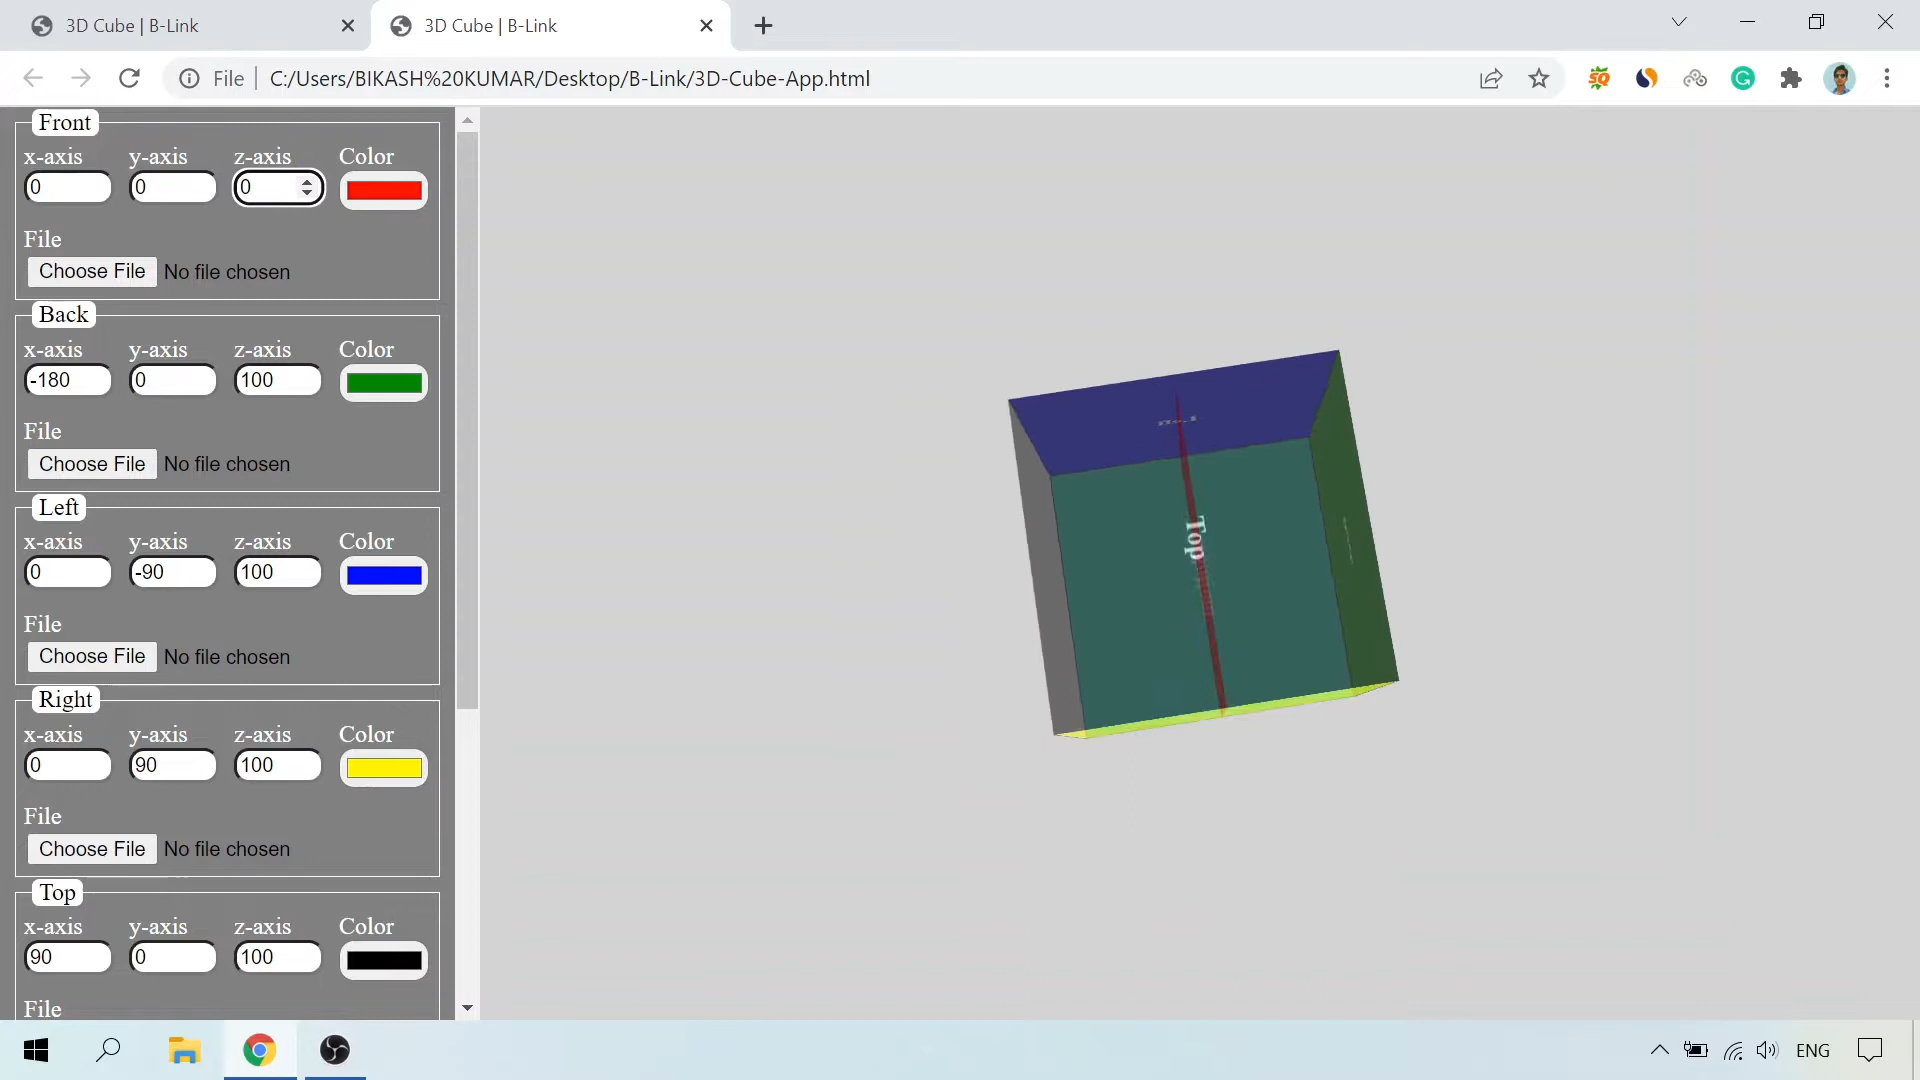 3D Cube | B-Link
3D Cube | B-Link
File
C:/Users/BIKASH%20KUMAR/Desktop/B-Link/3D-Cube-App.html
Front
x-axis y-axis z-axis Color
0 0 0
File
Choose File No file chosen
Back
x-axis y-axis z-axis Color
-180 0 100
File
Choose File No file chosen
Left
x-axis y-axis z-axis Color
0 -90 100
File
Choose File No file chosen
Right
x-axis y-axis z-axis Color
0 90 100
File
Choose File No file chosen
Top
x-axis y-axis z-axis Color
90 0 100
File
Top
SQ
G
ENG